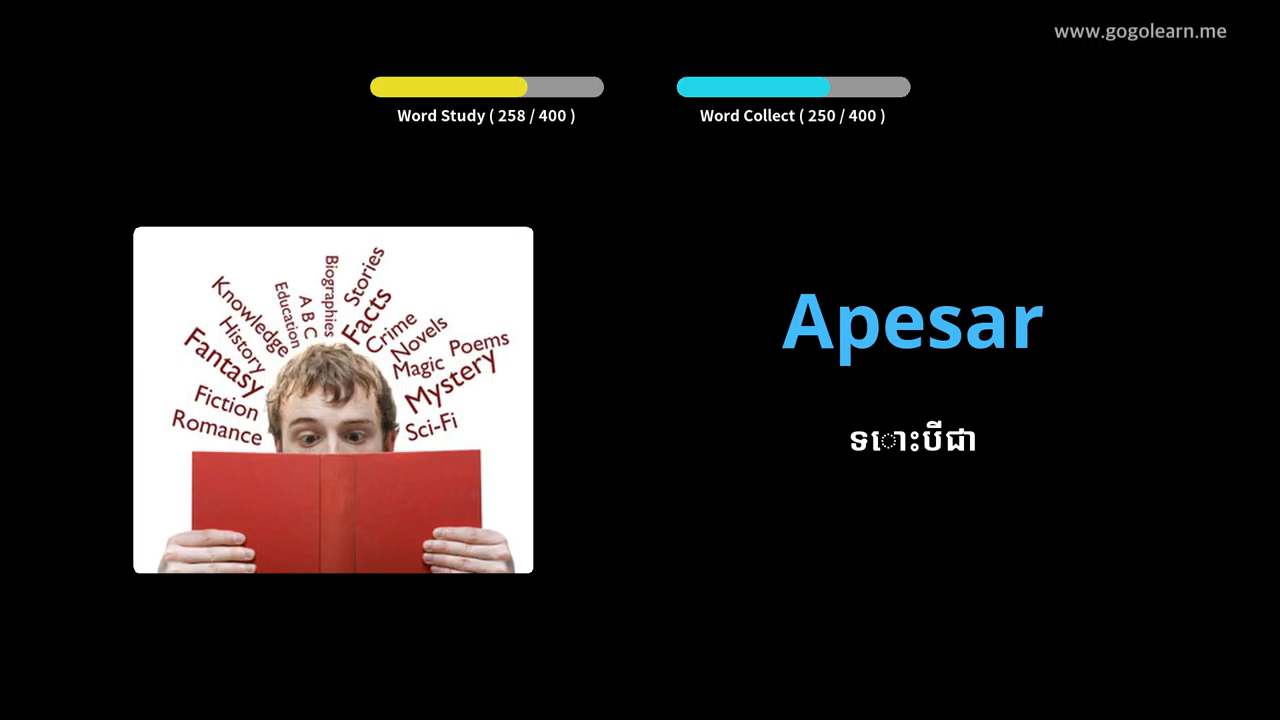 www.gogolearn.me
Word Study ( 258 / 400 )
Word Collect ( 250 / 400 )
Biographies
Stories
Education
A B C
Facts
Knowledge
Crime
History
Novels
Fantasy
Magic
Poems
Mystery
Fiction
Romance
Sci-Fi
Apesar
ទោះបីជា